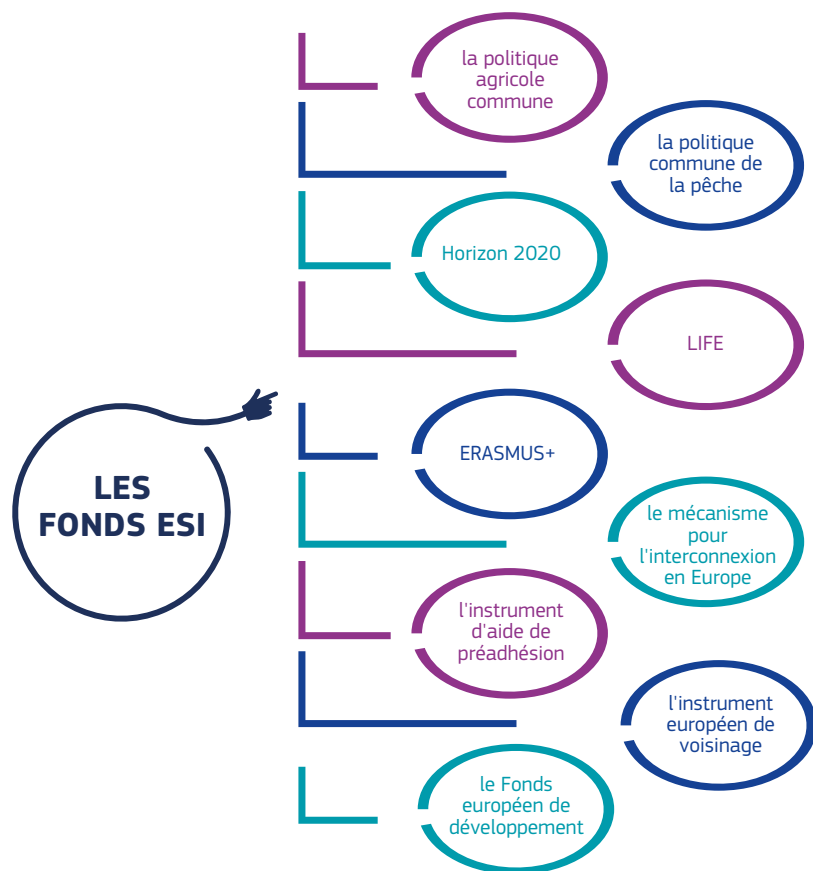 la politique
agricole
commune
la politique
commune de
la pêche
Horizon 2020
LIFE
LES
FONDS ESI
ERASMUS+
le mécanisme
pour
l'interconnexion
en Europe
l'instrument
d'aide de
préadhésion
l'instrument
européen de
voisinage
le Fonds
européen de
développement